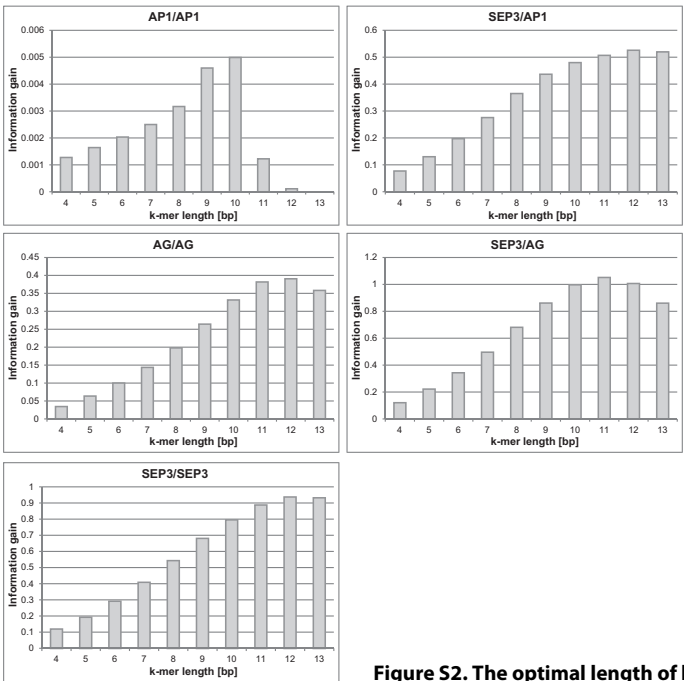 AP1/AP1
0.006
0.005
0.004
0.003
0.002
0.001
0
Information gain
4 5 6 7 8 9 10 11 12 13
k-mer length [bp]
SEP3/AP1
0.6
0.5
0.4
0.3
0.2
0.1
0
Information gain
4 5 6 7 8 9 10 11 12 13
k-mer length [bp]
AG/AG
0.45
0.4
0.35
0.3
0.25
0.2
0.15
0.1
0.05
0
Information gain
4 5 6 7 8 9 10 11 12 13
k-mer length [bp]
SEP3/AG
1.2
1
0.8
0.6
0.4
0.2
0
Information gain
4 5 6 7 8 9 10 11 12 13
k-mer length [bp]
SEP3/SEP3
1
0.9
0.8
0.7
0.6
0.5
0.4
0.3
0.2
0.1
0
Information gain
4 5 6 7 8 9 10 11 12 13
k-mer length [bp]
Figure S2. The optimal length of